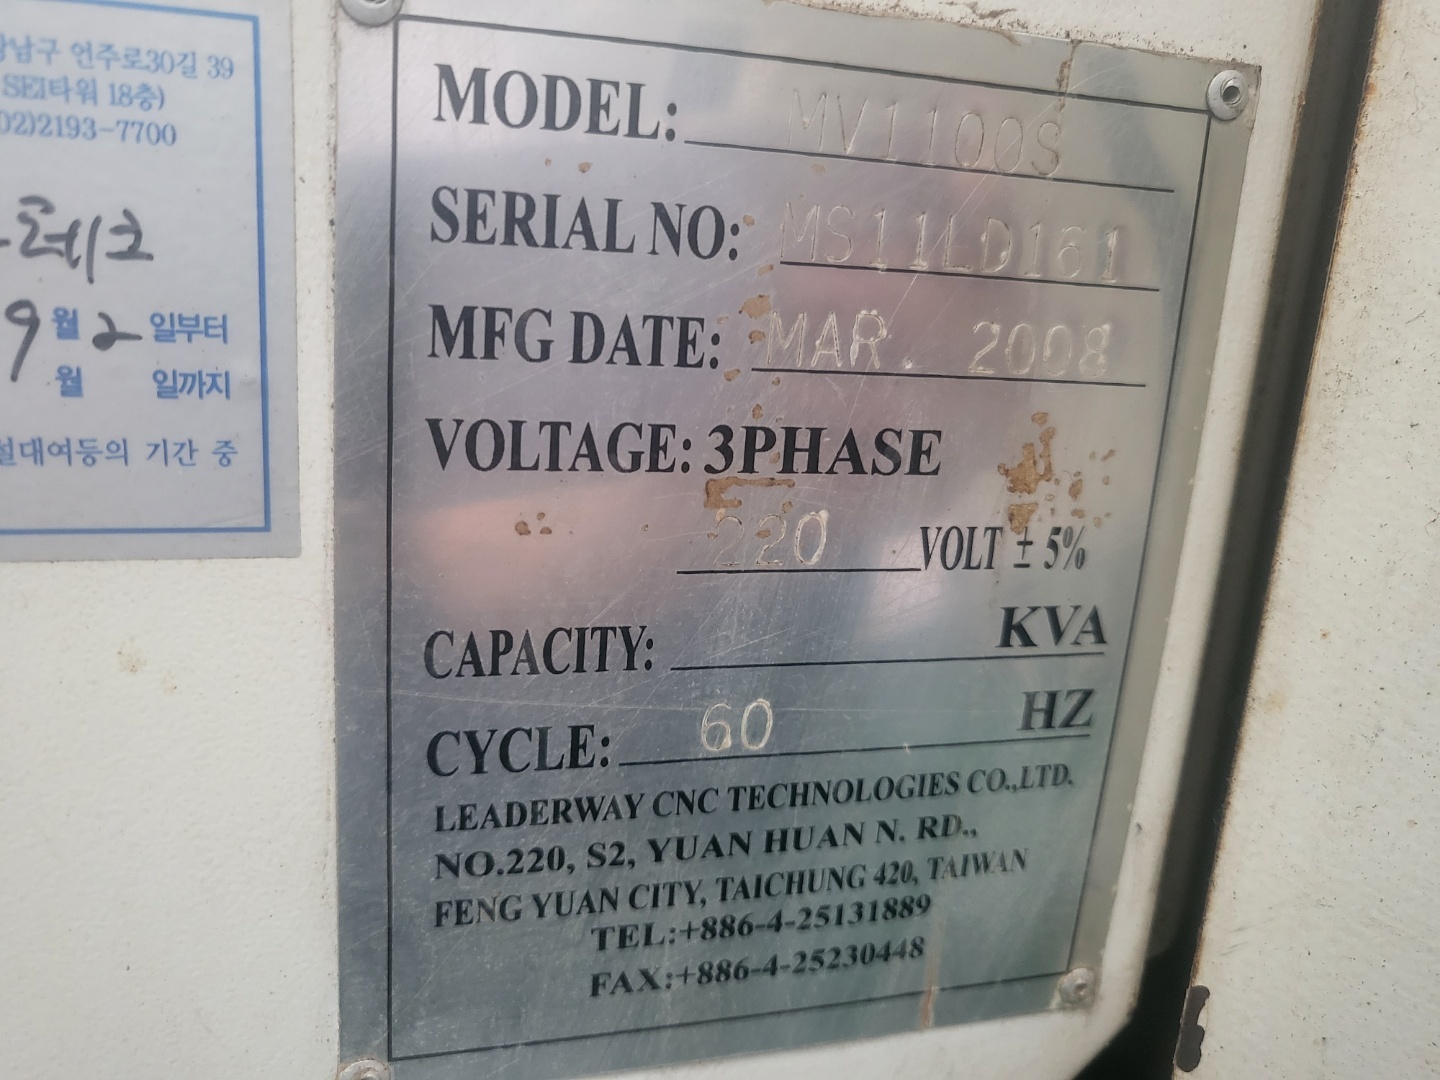 강남구 언주로30길 39
SEI타워 18층)
02)2193-7700
테크
9월 2일부터
월 일까지
절대여등의 기간 중
MODEL: MV1100S
SERIAL NO: MS11LD161
MFG DATE: MAR. 2008
VOLTAGE: 3PHASE
220 VOLT ± 5%
CAPACITY: KVA
CYCLE: 60 HZ
LEADERWAY CNC TECHNOLOGIES CO.,LTD.
NO.220, S2, YUAN HUAN N. RD.,
FENG YUAN CITY, TAICHUNG 420, TAIWAN
TEL:+886-4-25131889
FAX:+886-4-25230448